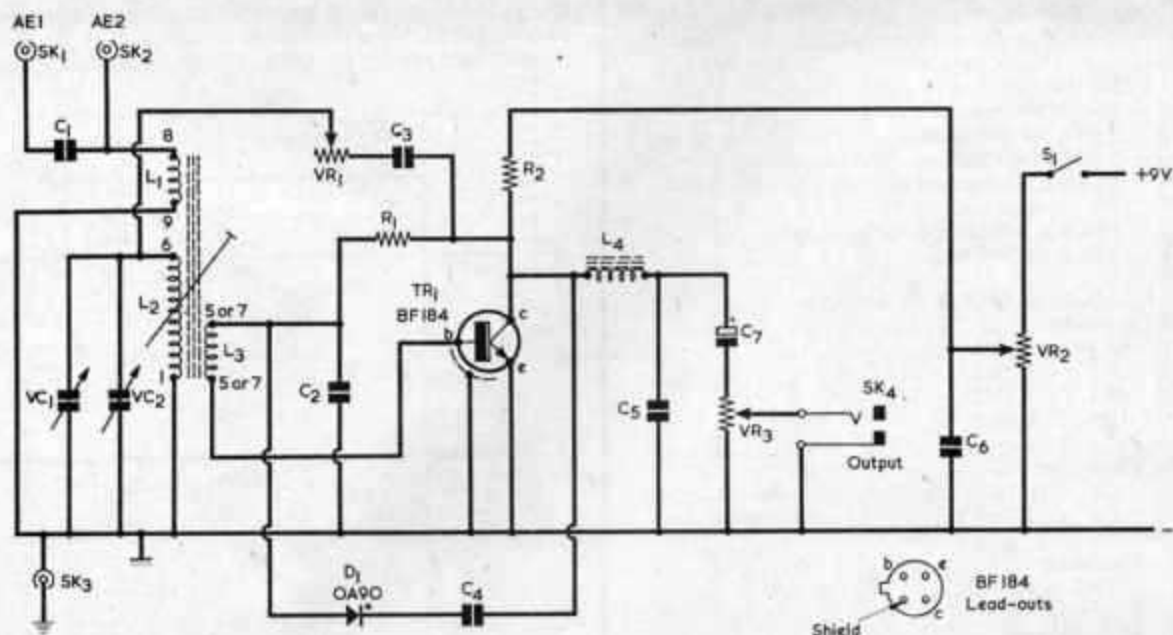 AE1 AE2
SK1 SK2
C1
8
L1
9
6
L2
5 or 7
L3
5 or 7
1
VC1 VC2
VR1
C3
R1
R2
S1
+9V
L4
TR1
BF184
b
c
e
C2
C5
+
C7
VR3
SK4
Output
C6
VR2
-
SK3
D1
OA90
+
C4
b e
c
Shield
BF184
Lead-outs